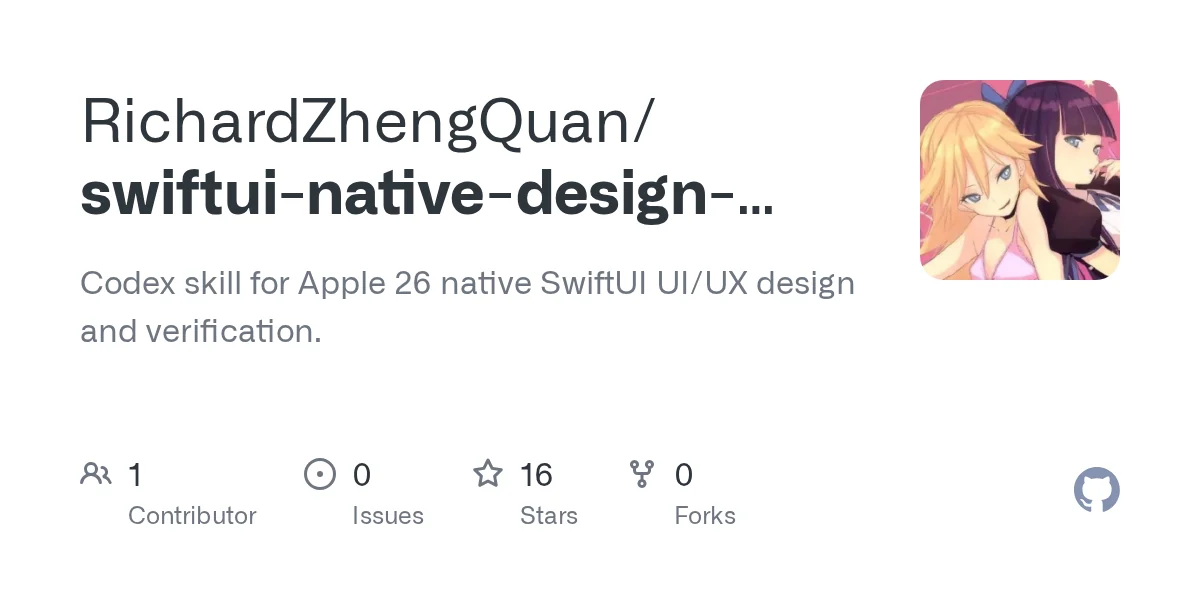 RichardZhengQuan/
swiftui-native-design-...
Codex skill for Apple 26 native SwiftUI UI/UX design
and verification.
1
Contributor
0
Issues
16
Stars
0
Forks